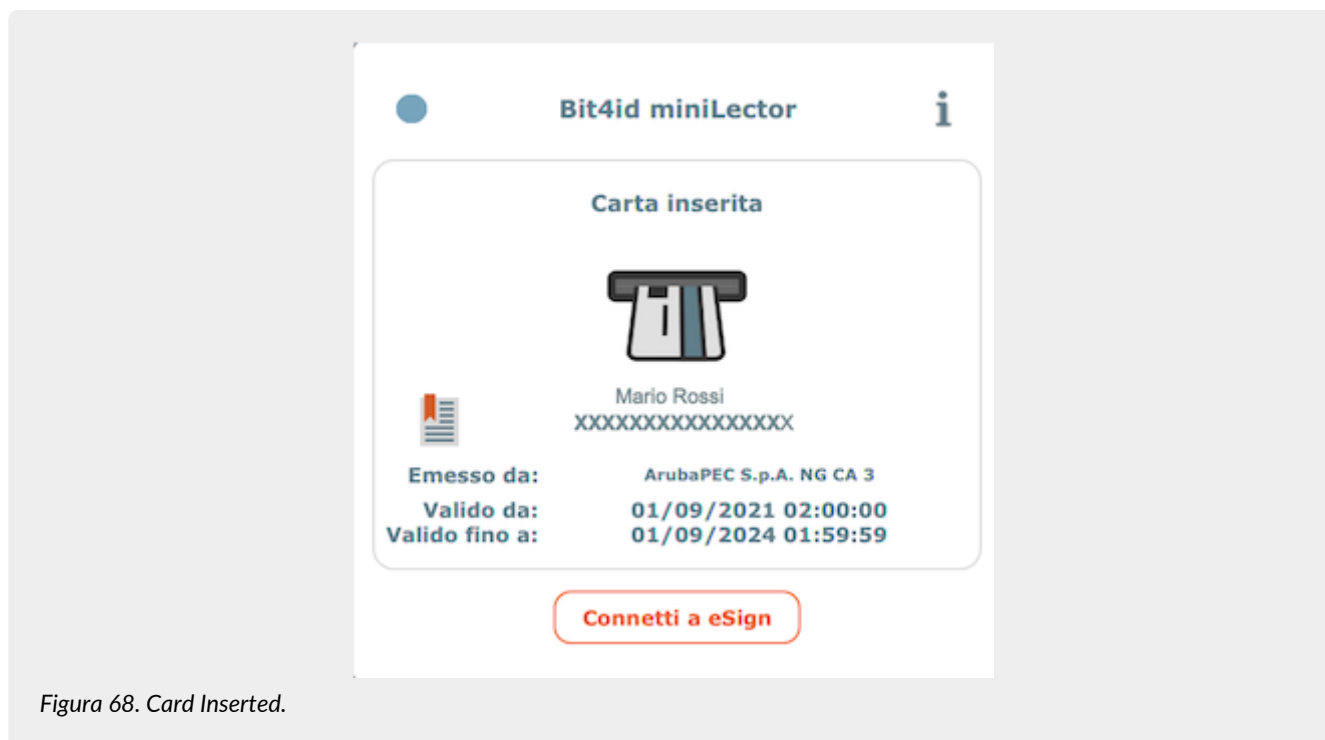 Bit4id miniLector
i
Carta inserita
Mario Rossi
XXXXXXXXXXXXXXXX
Emesso da: ArubaPEC S.p.A. NG CA 3
Valido da: 01/09/2021 02:00:00
Valido fino a: 01/09/2024 01:59:59
Connetti a eSign
Figura 68. Card Inserted.